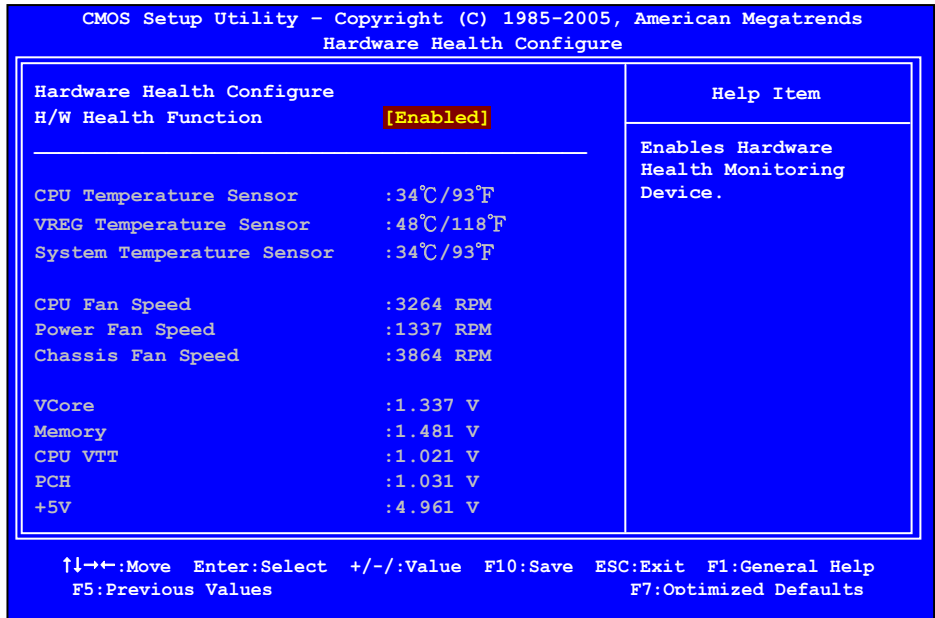 CMOS Setup Utility – Copyright (C) 1985-2005, American Megatrends
Hardware Health Configure
Hardware Health Configure
H/W Health Function [Enabled]
Help Item
Enables Hardware
Health Monitoring
Device.
CPU Temperature Sensor :34℃/93℉
VREG Temperature Sensor :48℃/118℉
System Temperature Sensor :34℃/93℉
CPU Fan Speed :3264 RPM
Power Fan Speed :1337 RPM
Chassis Fan Speed :3864 RPM
VCore :1.337 V
Memory :1.481 V
CPU VTT :1.021 V
PCH :1.031 V
+5V :4.961 V
↑↓→←:Move Enter:Select +/-/:Value F10:Save ESC:Exit F1:General Help
F5:Previous Values F7:Optimized Defaults